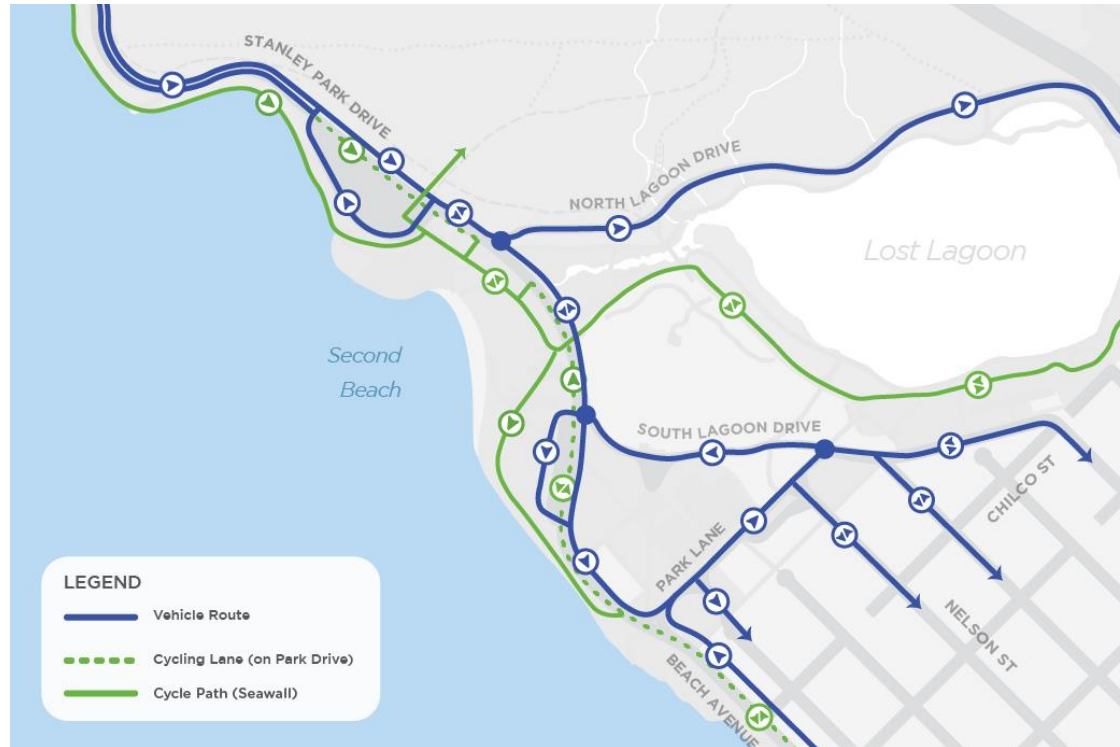 STANLEY PARK DRIVE
NORTH LAGOON DRIVE
Lost Lagoon
Second
Beach
SOUTH LAGOON DRIVE
CHILCO ST
PARK LANE
NELSON ST
BEACH AVENUE
LEGEND
Vehicle Route
Cycling Lane (on Park Drive)
Cycle Path (Seawall)